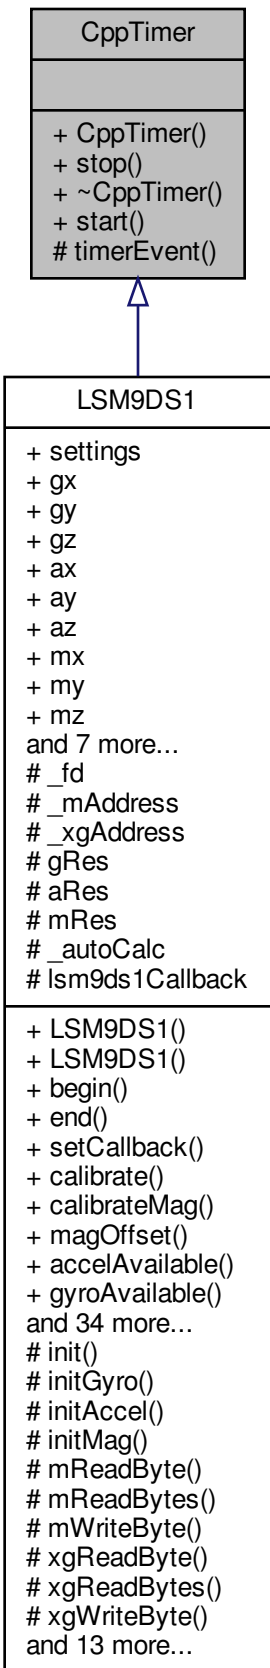 CppTimer
+ CppTimer()
+ stop()
+ ~CppTimer()
+ start()
# timerEvent()
LSM9DS1
+ settings
+ gx
+ gy
+ gz
+ ax
+ ay
+ az
+ mx
+ my
+ mz
and 7 more...
# _fd
# _mAddress
# _xgAddress
# gRes
# aRes
# mRes
# _autoCalc
# lsm9ds1Callback
+ LSM9DS1()
+ LSM9DS1()
+ begin()
+ end()
+ setCallback()
+ calibrate()
+ calibrateMag()
+ magOffset()
+ accelAvailable()
+ gyroAvailable()
and 34 more...
# init()
# initGyro()
# initAccel()
# initMag()
# mReadByte()
# mReadBytes()
# mWriteByte()
# xgReadByte()
# xgReadBytes()
# xgWriteByte()
and 13 more...